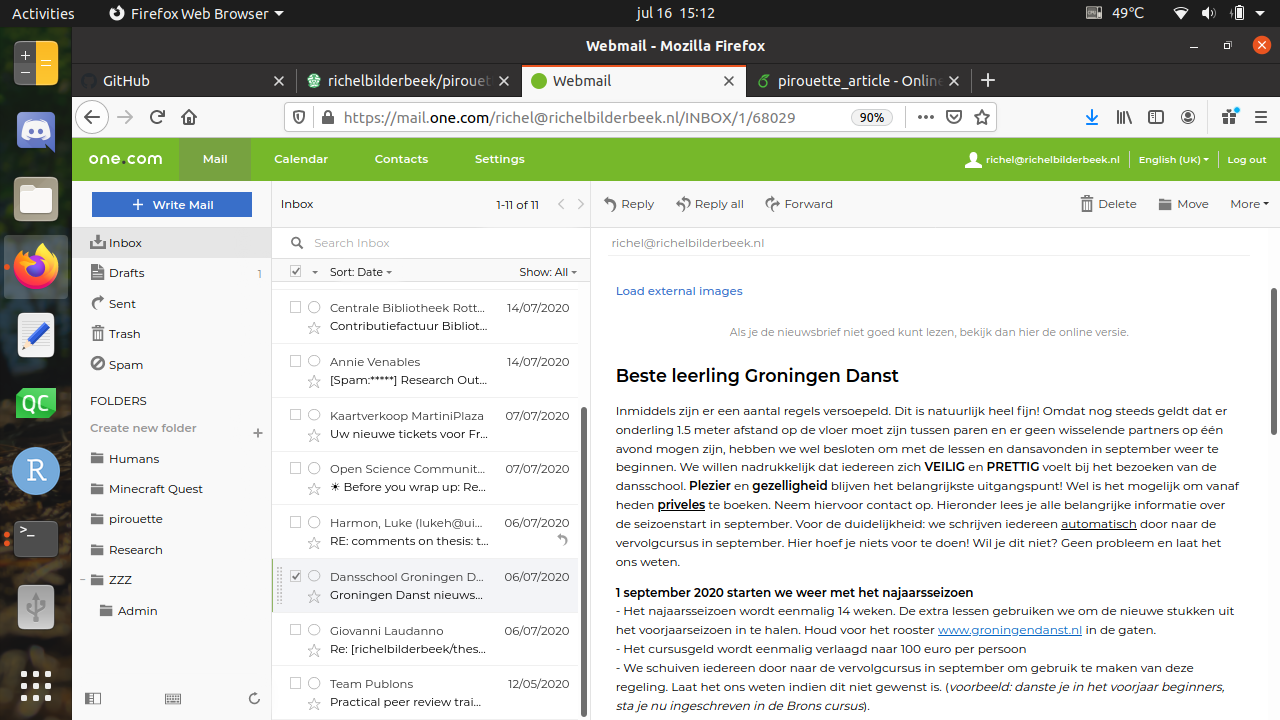 Activities Firefox Web Browser jul 16 15:12 49°C
Webmail - Mozilla Firefox
GitHub richelbilderbeek/pirouet Webmail pirouette_article - Onlin
https://mail.one.com/richel@richelbilderbeek.nl/INBOX/1/68029 90%
one.com Mail Calendar Contacts Settings richel@richelbilderbeek.nl English (UK) Log out
Write Mail
Inbox
Drafts 1
Sent
Trash
Spam
FOLDERS
Create new folder +
Humans
Minecraft Quest
pirouette
Research
ZZZ
Admin
Inbox 1-11 of 11
Search Inbox
Sort: Date Show: All
Centrale Bibliotheek Rott... 14/07/2020
Contributiefactuur Bibliot...
Annie Venables 14/07/2020
[Spam:*****] Research Out...
Kaartverkoop MartiniPlaza 07/07/2020
Uw nieuwe tickets voor Fr...
Open Science Communit... 07/07/2020
☀ Before you wrap up: Re...
Harmon, Luke (lukeh@ui... 06/07/2020
RE: comments on thesis: t...
Dansschool Groningen D... 06/07/2020
Groningen Danst nieuws...
Giovanni Laudanno 06/07/2020
Re: [richelbilderbeek/thes...
Team Publons 12/05/2020
Practical peer review trai...
Reply Reply all Forward Delete Move More
richel@richelbilderbeek.nl
Load external images
Als je de nieuwsbrief niet goed kunt lezen, bekijk dan hier de online versie.
Beste leerling Groningen Danst
Inmiddels zijn er een aantal regels versoepeld. Dit is natuurlijk heel fijn! Omdat nog steeds geldt dat er
onderling 1.5 meter afstand op de vloer moet zijn tussen paren en er geen wisselende partners op één
avond mogen zijn, hebben we wel besloten om met de lessen en dansavonden in september weer te
beginnen. We willen nadrukkelijk dat iedereen zich VEILIG en PRETTIG voelt bij het bezoeken van de
dansschool. Plezier en gezelligheid blijven het belangrijkste uitgangspunt! Wel is het mogelijk om vanaf
heden priveles te boeken. Neem hiervoor contact op. Hieronder lees je alle belangrijke informatie over
de seizoenstart in september. Voor de duidelijkheid: we schrijven iedereen automatisch door naar de
vervolgcursus in september. Hier hoef je niets voor te doen! Wil je dit niet? Geen probleem en laat het
ons weten.
1 september 2020 starten we weer met het najaarsseizoen
- Het najaarsseizoen wordt eenmalig 14 weken. De extra lessen gebruiken we om de nieuwe stukken uit
het voorjaarseizoen in te halen. Houd voor het rooster www.groningendanst.nl in de gaten.
- Het cursusgeld wordt eenmalig verlaagd naar 100 euro per persoon
- We schuiven iedereen door naar de vervolgcursus in september om gebruik te maken van deze
regeling. Laat het ons weten indien dit niet gewenst is. (voorbeeld: danste je in het voorjaar beginners,
sta je nu ingeschreven in de Brons cursus).
QC
R
>_